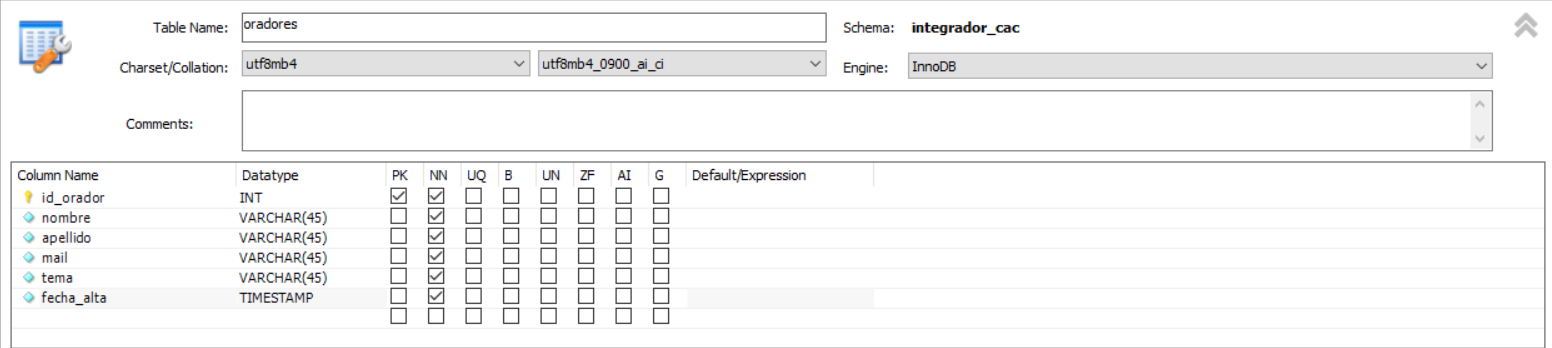 Table Name: oradores Schema: integrador_cac
Charset/Collation: utf8mb4 utf8mb4_0900_ai_ci Engine: InnoDB
Comments:
Column Name Datatype PK NN UQ B UN ZF AI G Default/Expression
id_orador INT
nombre VARCHAR(45)
apellido VARCHAR(45)
mail VARCHAR(45)
tema VARCHAR(45)
fecha_alta TIMESTAMP